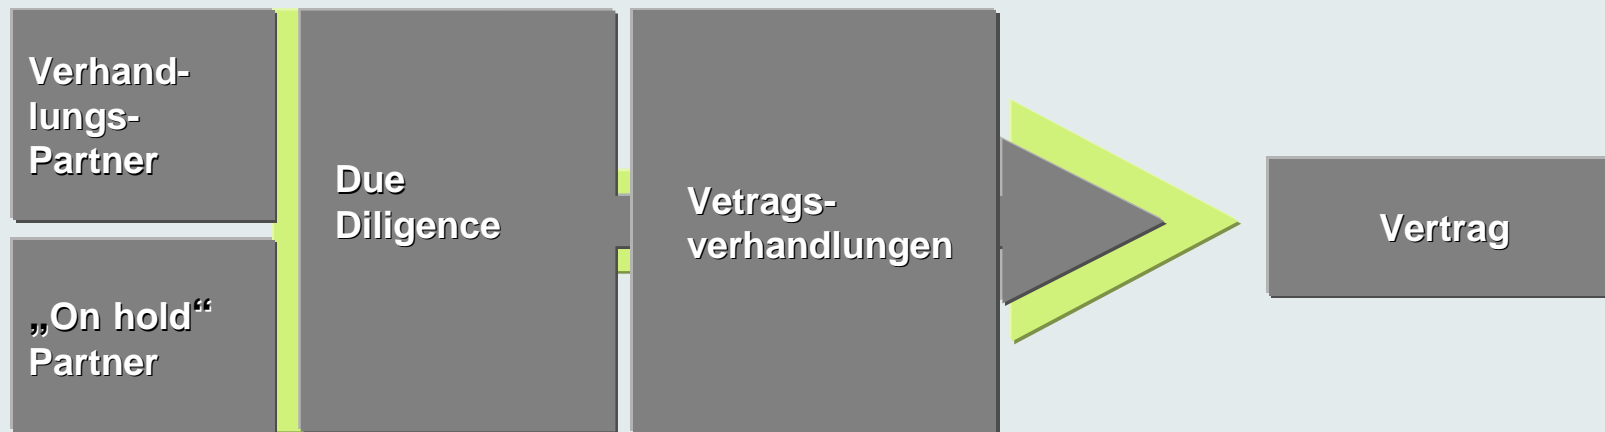 Verhand-
lungs-
Partner
„On hold“
Partner
Due
Diligence
Vetrags-
verhandlungen
Vertrag